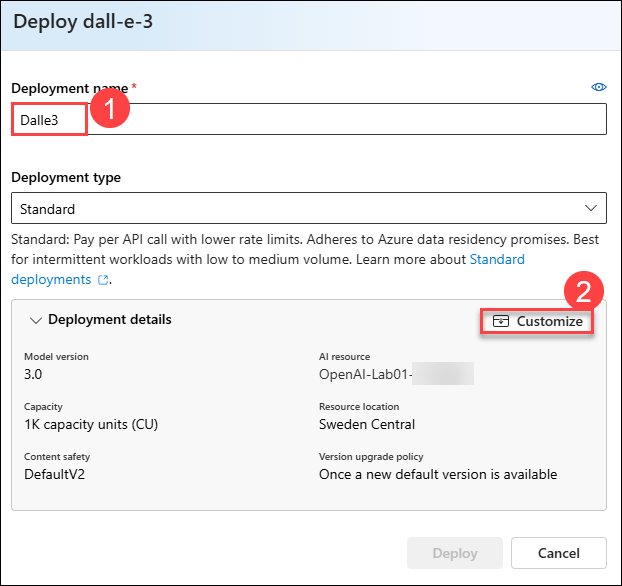 Deploy dall-e-3
Deployment name *
1
Dalle3
Deployment type
Standard
Standard: Pay per API call with lower rate limits. Adheres to Azure data residency promises. Best
for intermittent workloads with low to medium volume. Learn more about Standard
deployments.
2
Deployment details
Customize
Model version
3.0
AI resource
OpenAI-Lab01-
Capacity
1K capacity units (CU)
Resource location
Sweden Central
Content safety
DefaultV2
Version upgrade policy
Once a new default version is available
Deploy
Cancel